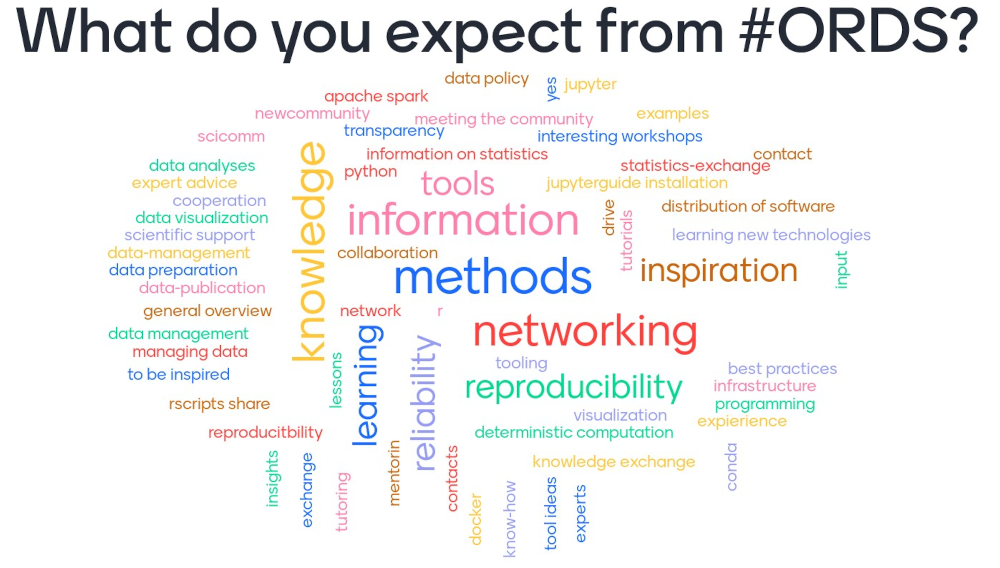 What do you expect from #ORDS?
data policy
yes
jupyter
apache spark
newcommunity
meeting the community
examples
scicomm
transparency
interesting workshops
information on statistics
contact
data analyses
python
statistics-exchange
expert advice
tools
jupyterguide installation
cooperation
knowledge
information
drive
tutorials
distribution of software
data visualization
scientific support
learning new technologies
data-management
collaboration
input
data preparation
methods
inspiration
data-publication
general overview
network
r
networking
data management
managing data
learning
reliability
lessons
tooling
to be inspired
best practices
reproducibility
infrastructure
rscripts share
programming
visualization
expierience
reproducitbility
deterministic computation
knowledge exchange
conda
insights
exchange
tutoring
mentorin
contacts
docker
know-how
tool ideas
experts